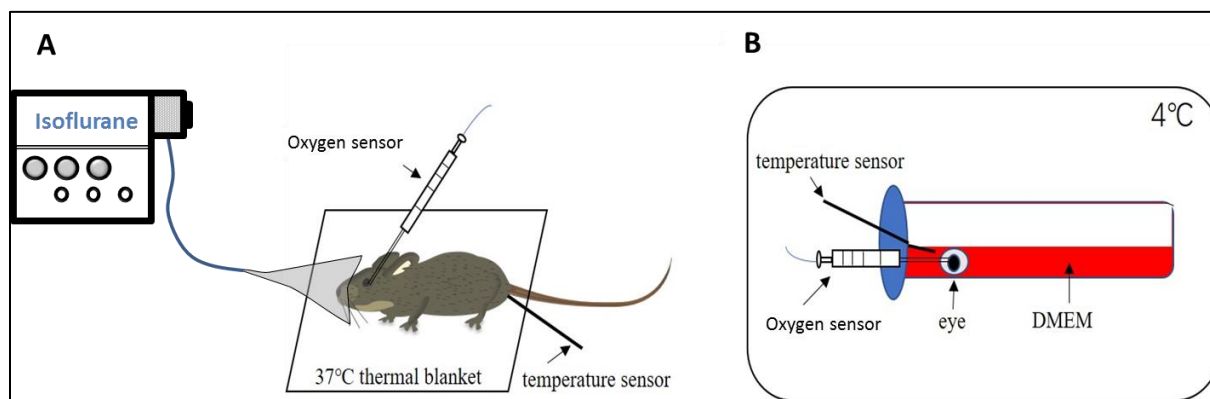 A
Isoflurane
Oxygen sensor
37℃ thermal blanket
temperature sensor
B
4℃
temperature sensor
Oxygen sensor
eye
DMEM